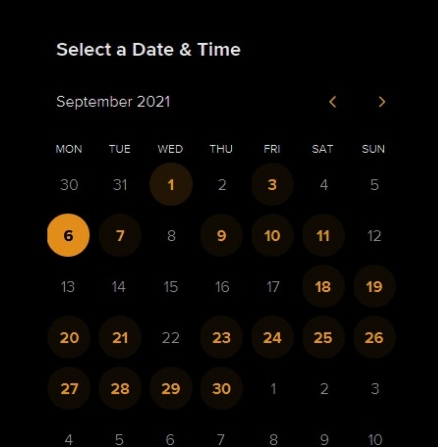 Select a Date & Time
September 2021
MON TUE WED THU FRI SAT SUN
30 31 1 2 3 4 5
6 7 8 9 10 11 12
13 14 15 16 17 18 19
20 21 22 23 24 25 26
27 28 29 30 1 2 3
4 5 6 7 8 9 10